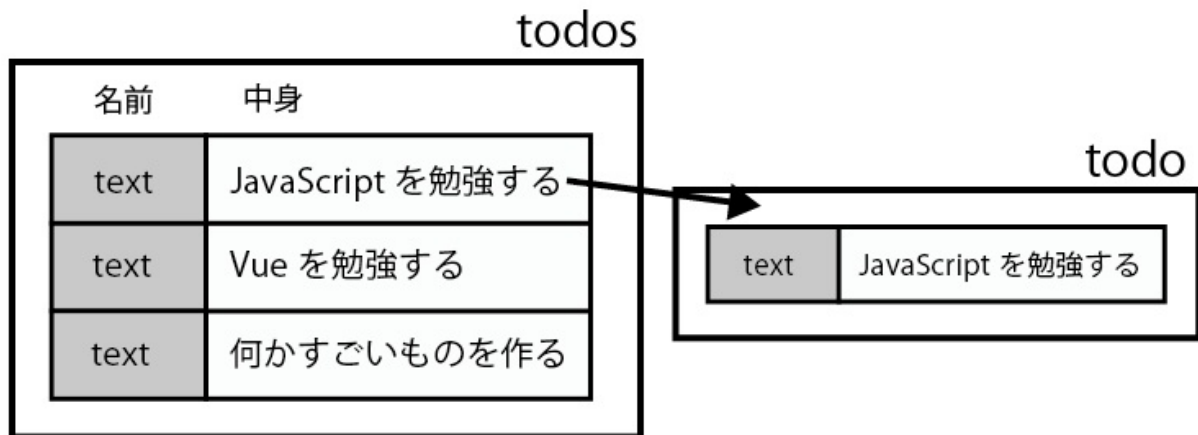 todos
名前 中身
text JavaScript を勉強する
text Vue を勉強する
text 何かすごいものを作る
todo
text JavaScript を勉強する